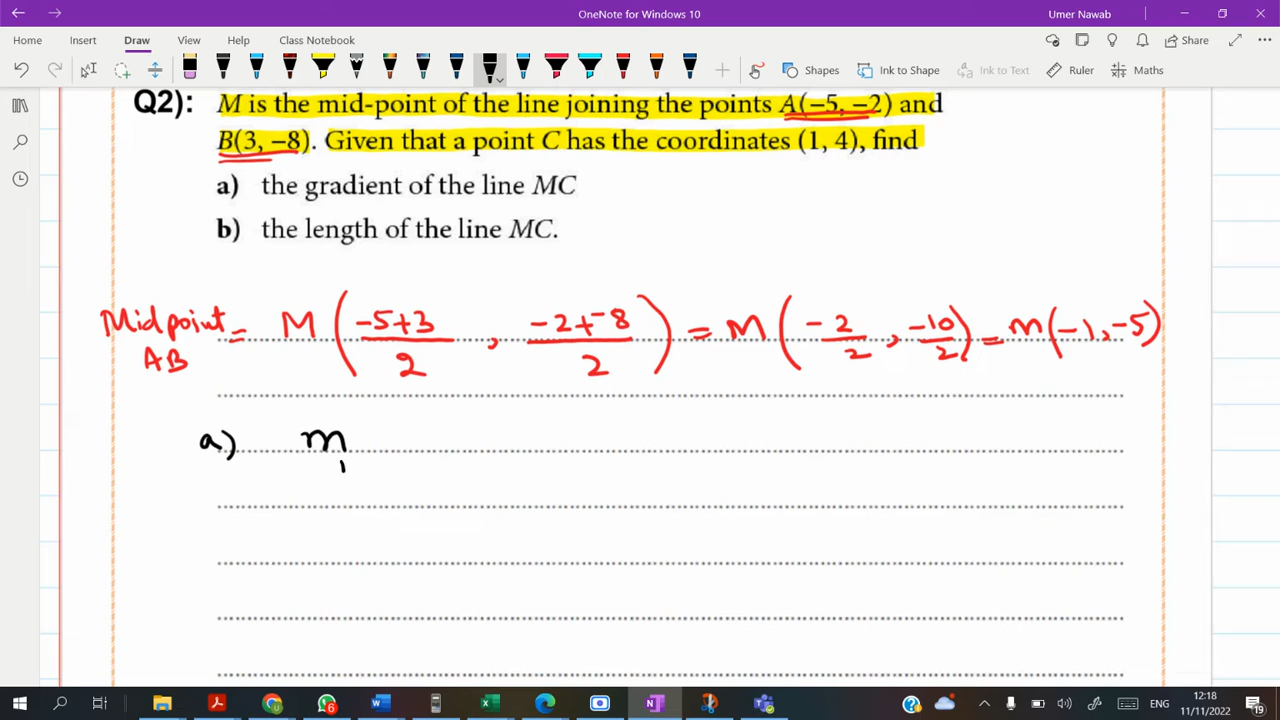 OneNote for Windows 10
Umer Nawab
Home Insert Draw View Help Class Notebook
Share
Shapes Ink to Shape Ink to Text Ruler Maths
Q2): M is the mid-point of the line joining the points A(−5, −2) and
B(3, −8). Given that a point C has the coordinates (1, 4), find
a) the gradient of the line MC
b) the length of the line MC.
Midpoint AB = M(-5+3/2, -2+-8/2) = M(-2/2, -10/2) = m(-1,-5)
a) m
6
ENG
12:18
11/11/2022
19